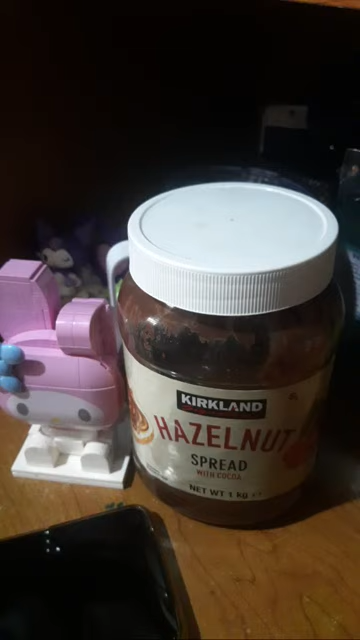 KIRKLAND
HAZELNUT
SPREAD
WITH COCOA
NET WT 1 KG